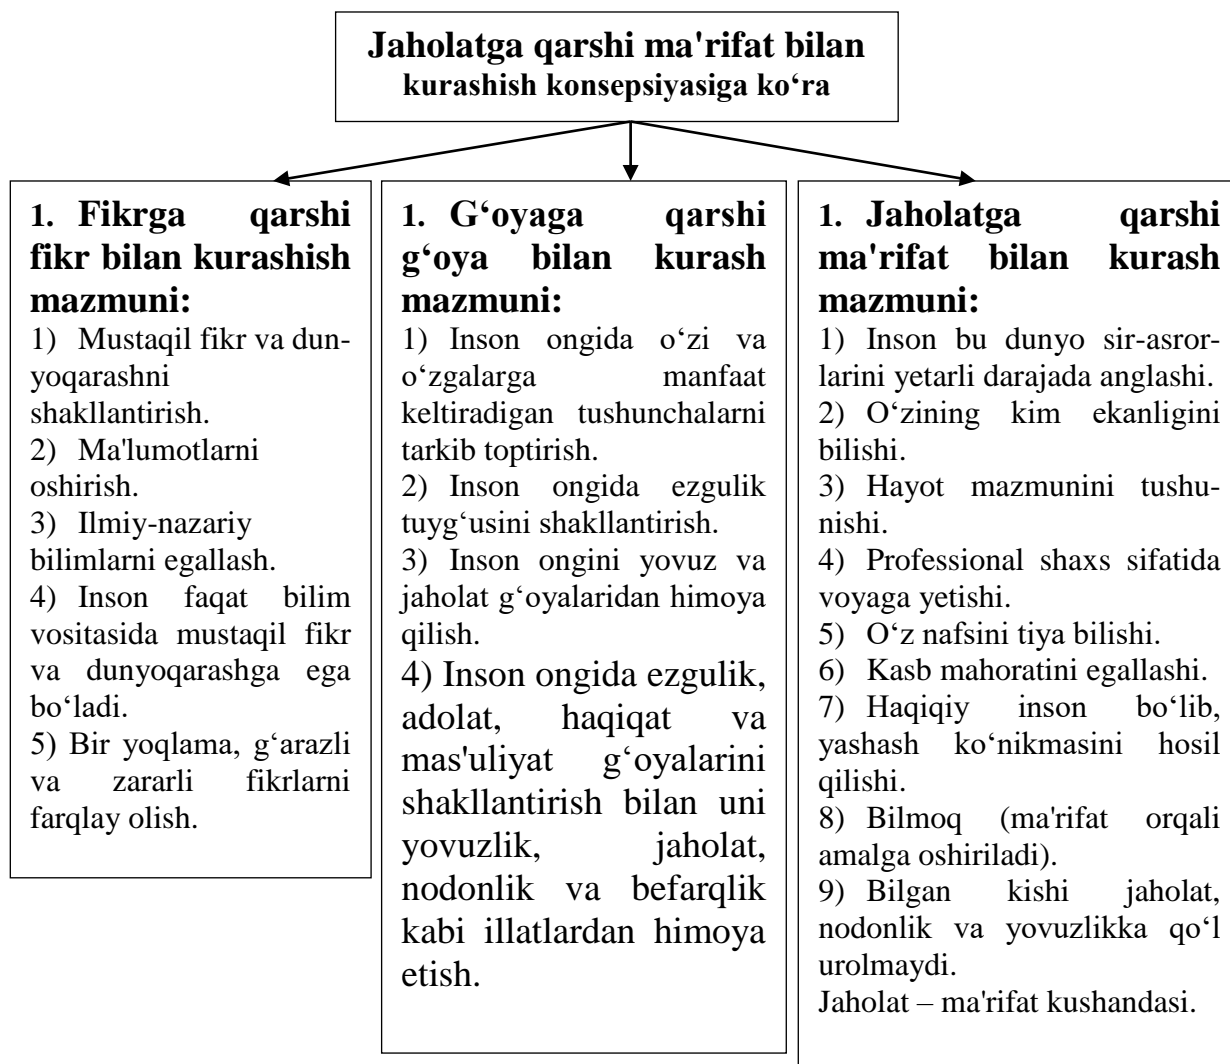 Jaholatga qarshi ma'rifat bilan
kurashish konsepsiyasiga ko‘ra
1. Fikrga qarshi
fikr bilan kurashish
mazmuni:
1) Mustaqil fikr va dun-
yoqarashni
shakllantirish.
2) Ma'lumotlarni
oshirish.
3) Ilmiy-nazariy
bilimlarni egallash.
4) Inson faqat bilim
vositasida mustaqil fikr
va dunyoqarashga ega
bo‘ladi.
5) Bir yoqlama, g‘arazli
va zararli fikrlarni
farqlay olish.
1. G‘oyaga qarshi
g‘oya bilan kurash
mazmuni:
1) Inson ongida o‘zi va
o‘zgalarga manfaat
keltiradigan tushunchalarni
tarkib toptirish.
2) Inson ongida ezgulik
tuyg‘usini shakllantirish.
3) Inson ongini yovuz va
jaholat g‘oyalaridan himoya
qilish.
4) Inson ongida ezgulik,
adolat, haqiqat va
mas'uliyat g‘oyalarini
shakllantirish bilan uni
yovuzlik, jaholat,
nodonlik va befarqlik
kabi illatlardan himoya
etish.
1. Jaholatga qarshi
ma'rifat bilan kurash
mazmuni:
1) Inson bu dunyo sir-asror-
larini yetarli darajada anglashi.
2) O‘zining kim ekanligini
bilishi.
3) Hayot mazmunini tushu-
nishi.
4) Professional shaxs sifatida
voyaga yetishi.
5) O‘z nafsini tiya bilishi.
6) Kasb mahoratini egallashi.
7) Haqiqiy inson bo‘lib,
yashash ko‘nikmasini hosil
qilishi.
8) Bilmoq (ma'rifat orqali
amalga oshiriladi).
9) Bilgan kishi jaholat,
nodonlik va yovuzlikka qo‘l
urolmaydi.
Jaholat – ma'rifat kushandasi.